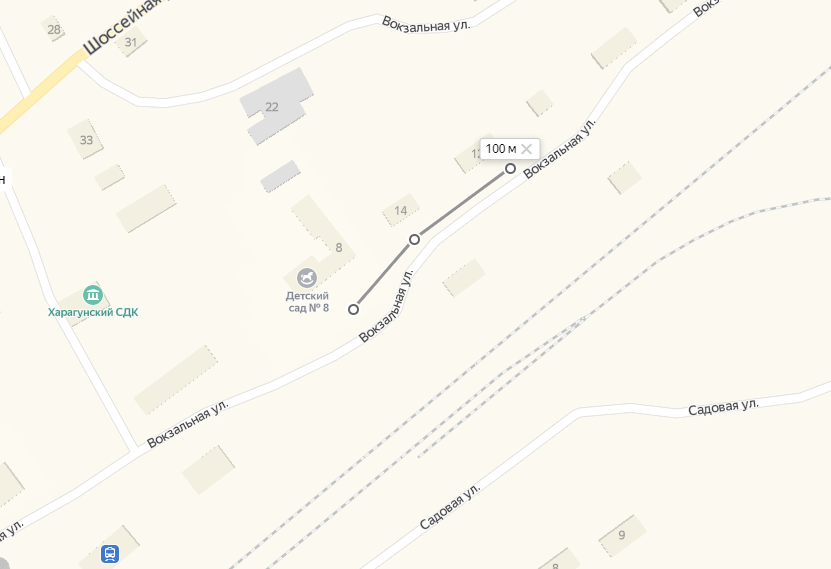 28
Шоссейная
31
Вокзальная ул.
Вокзальная
22
33
100 м
Вокзальная ул.
н
14
8
Детский
сад № 8
Вокзальная ул.
Харагунский СДК
Вокзальная ул.
Садовая ул.
Садовая ул.
ул.
9
8